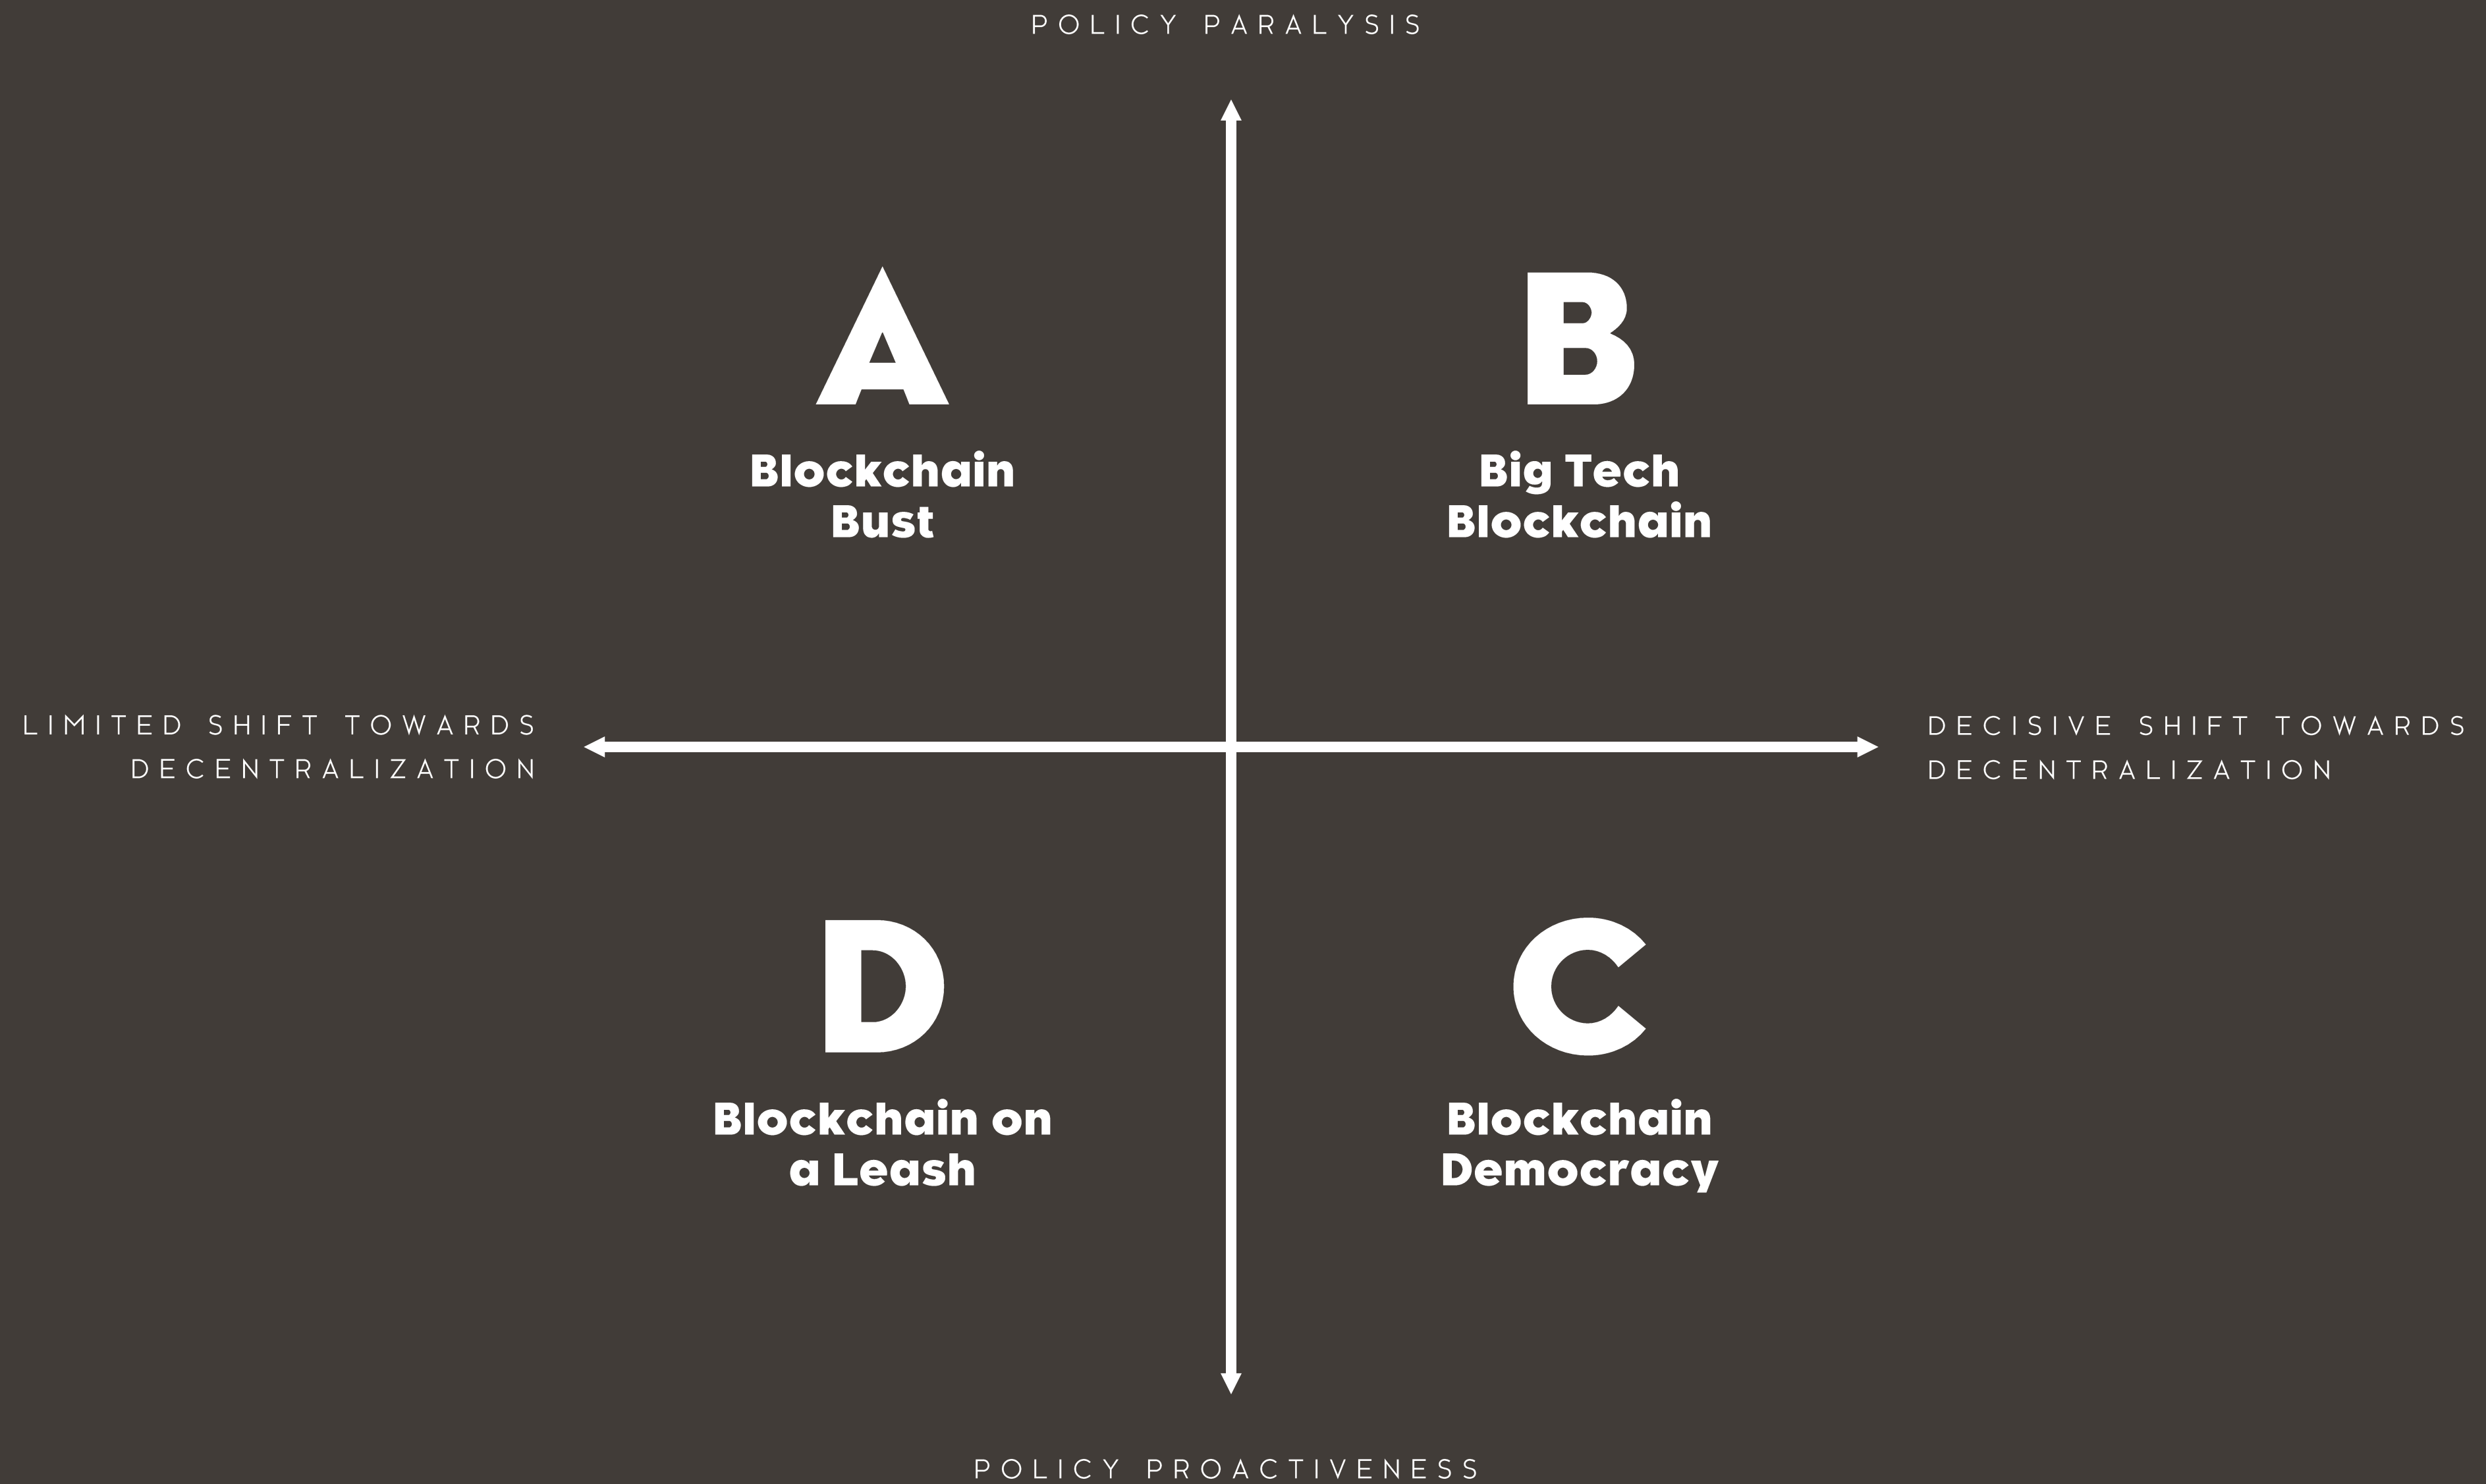 POLICY PARALYSIS
A
Blockchain
Bust
B
Big Tech
Blockchain
LIMITED SHIFT TOWARDS
DECENTRALIZATION
DECISIVE SHIFT TOWARDS
DECENTRALIZATION
D
Blockchain on
a Leash
C
Blockchain
Democracy
POLICY PROACTIVENESS